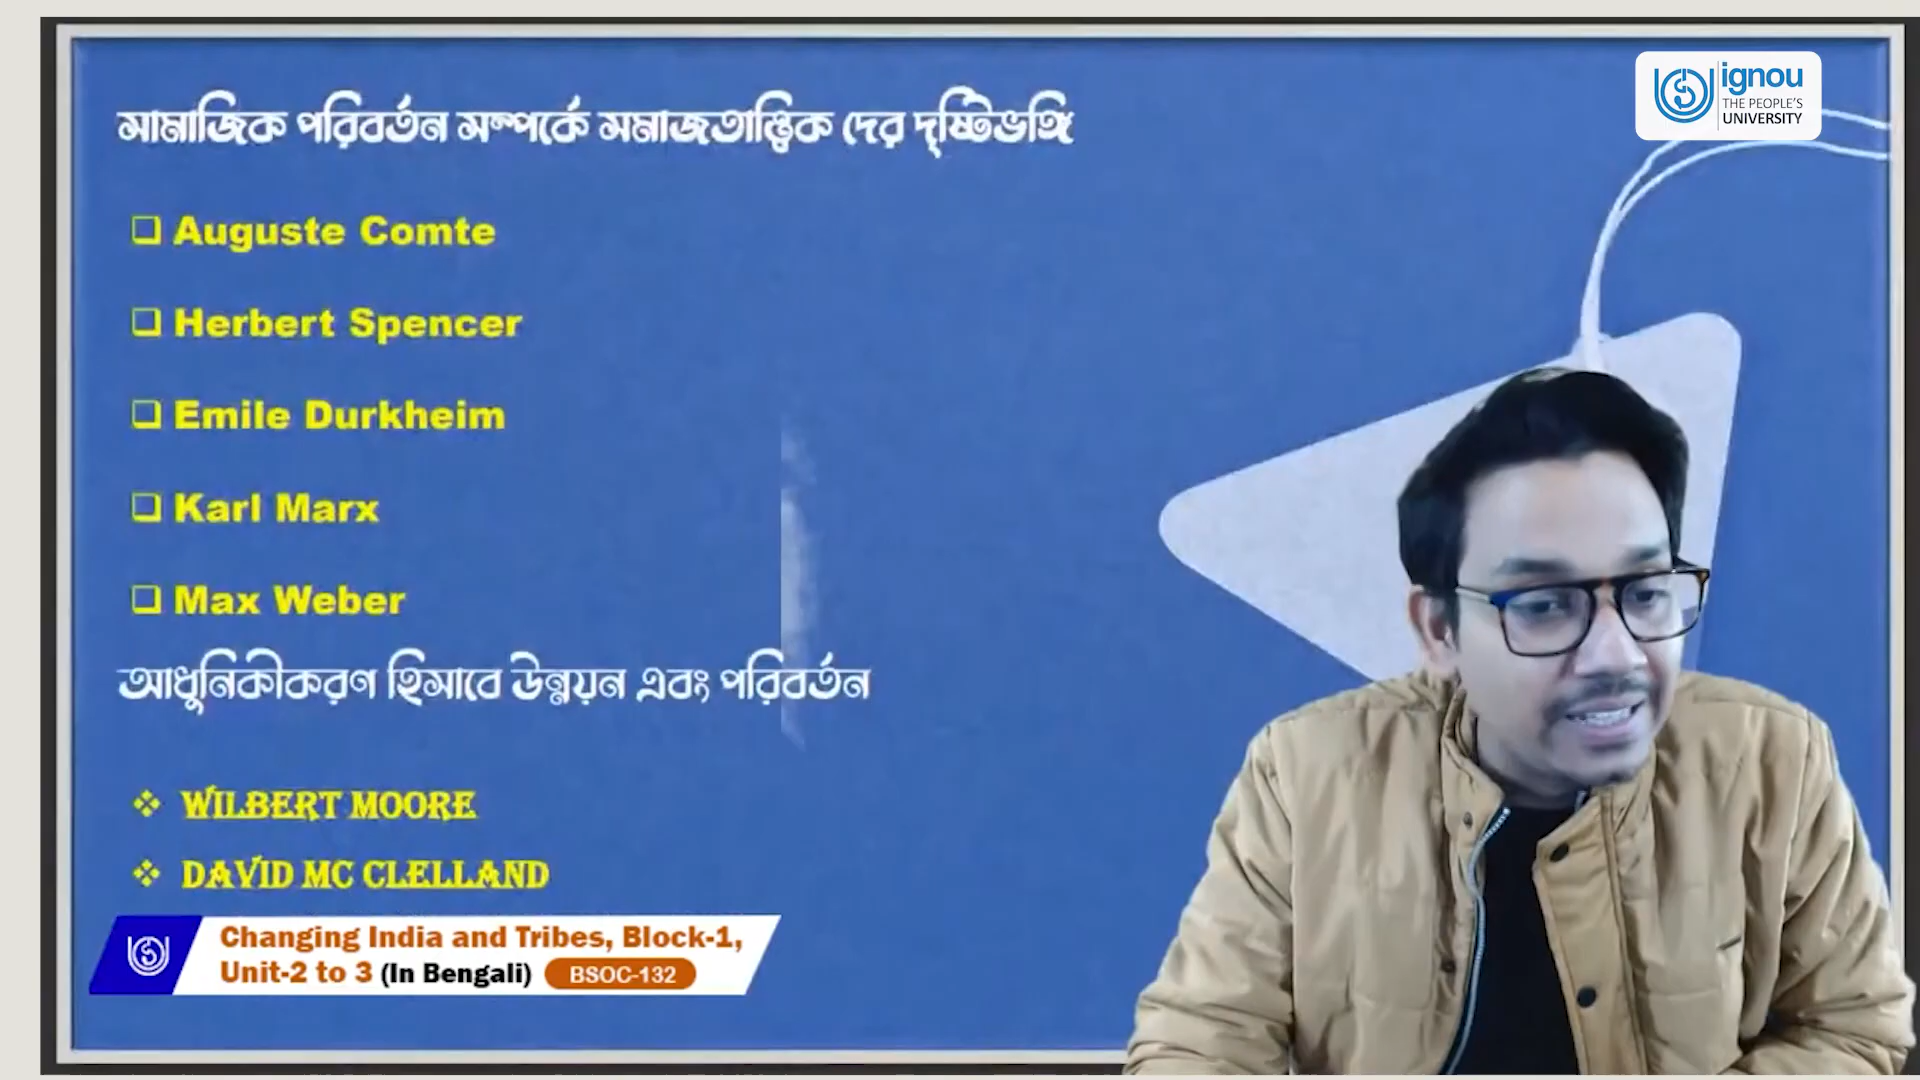 সামাজিক পরিবর্তন সম্পর্কে সমাজতাত্ত্বিক দের দৃষ্টিভঙ্গি
ignou
THE PEOPLE'S
UNIVERSITY
Auguste Comte
Herbert Spencer
Emile Durkheim
Karl Marx
Max Weber
আধুনিকীকরণ হিসাবে উন্নয়ন এবং পরিবর্তন
WILBERT MOORE
DAVID MC CLELLAND
Changing India and Tribes, Block-1,
Unit-2 to 3 (In Bengali) BSOC-132